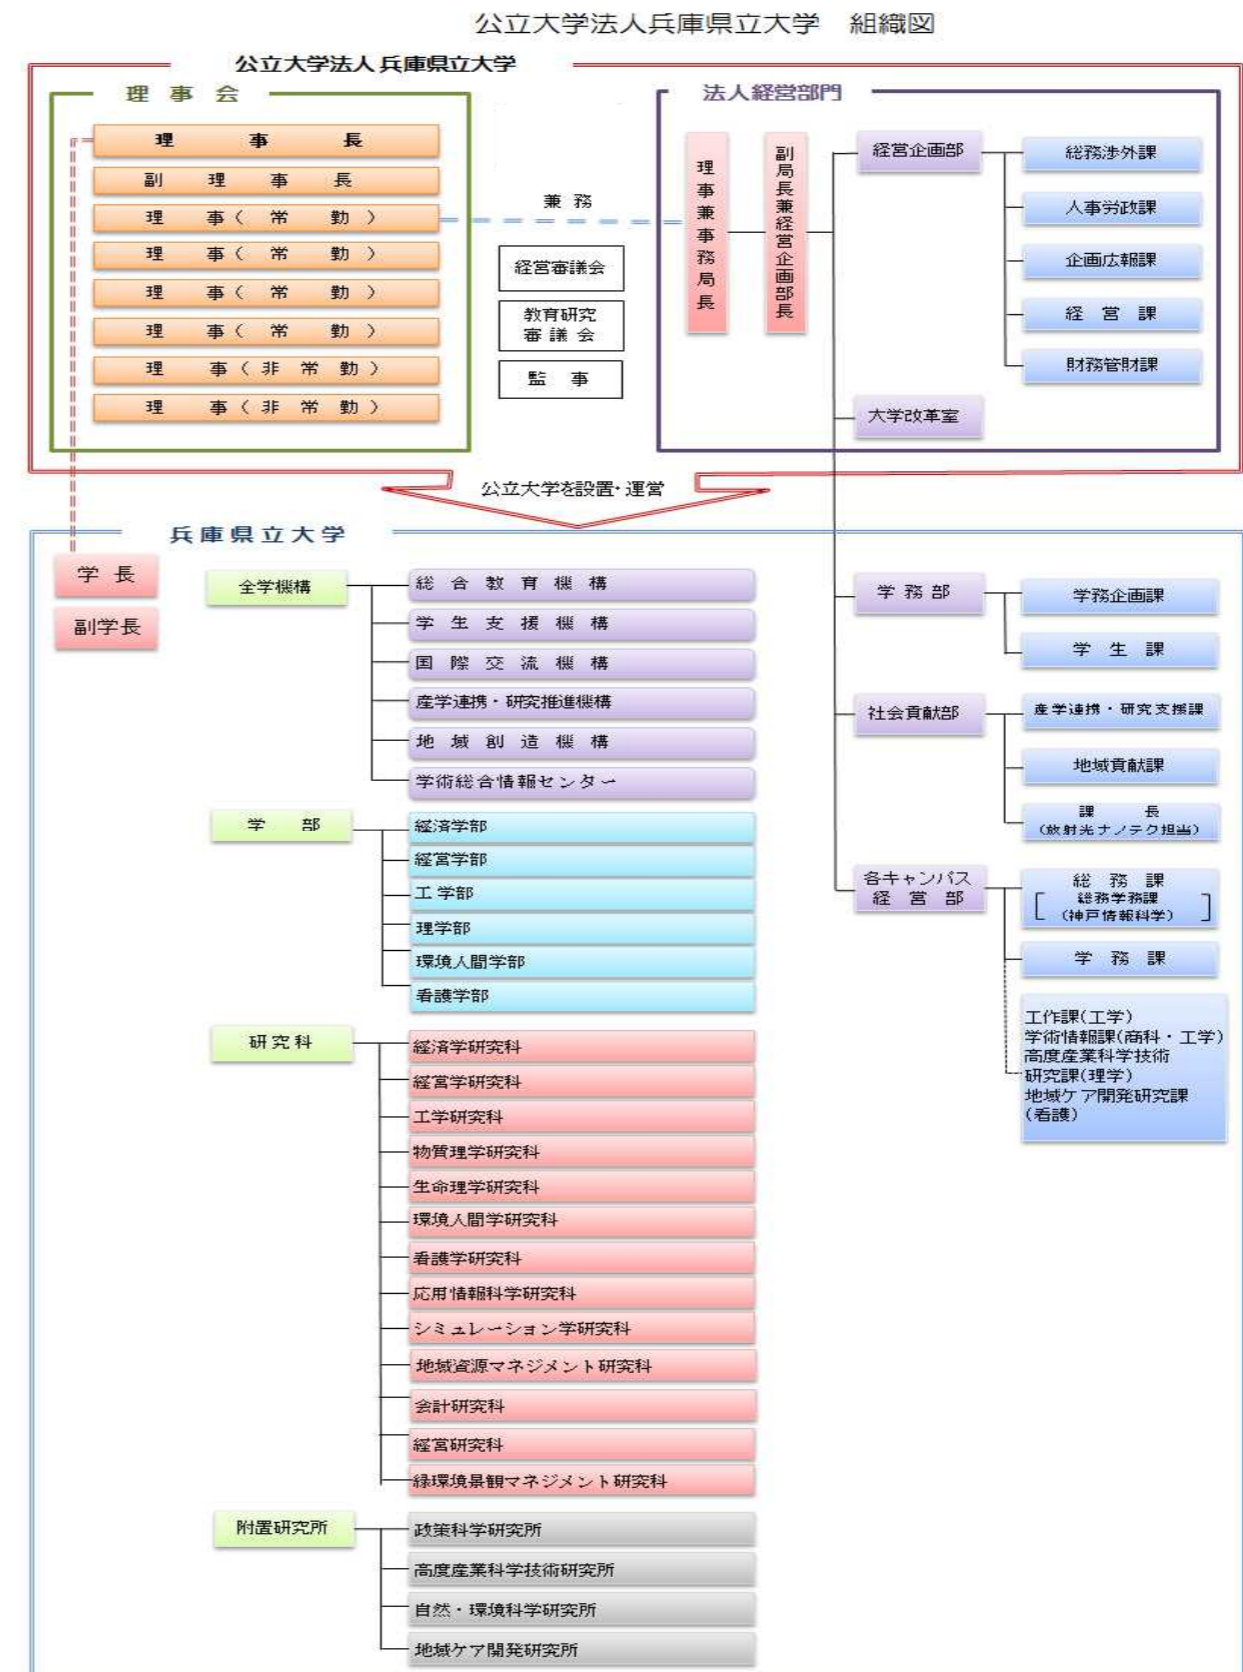 公立大学法人兵庫県立大学　組織図
公立大学法人兵庫県立大学
理事会
理事長
副理事長
理事(常勤)
理事(常勤)
理事(常勤)
理事(常勤)
理事(非常勤)
理事(非常勤)
兼務
経営審議会
教育研究
審議会
監事
法人経営部門
理事兼事務局長
副局長兼経営企画部長
経営企画部
総務渉外課
人事労政課
企画広報課
経営課
財務管財課
大学改革室
公立大学を設置・運営
兵庫県立大学
学長
副学長
全学機構
総合教育機構
学生支援機構
国際交流機構
産学連携・研究推進機構
地域創造機構
学術総合情報センター
学部
経済学部
経営学部
工学部
理学部
環境人間学部
看護学部
研究科
経済学研究科
経営学研究科
工学研究科
物質理学研究科
生命理学研究科
環境人間学研究科
看護学研究科
応用情報科学研究科
シミュレーション学研究科
地域資源マネジメント研究科
会計研究科
経営研究科
緑環境景観マネジメント研究科
附置研究所
政策科学研究所
高度産業科学技術研究所
自然・環境科学研究所
地域ケア開発研究所
学務部
学務企画課
学生課
社会貢献部
産学連携・研究支援課
地域貢献課
課長
(放射光ナノテク担当)
各キャンパス
経営部
総務課
総務学務課
(神戸情報科学)
学務課
工作課(工学)
学術情報課(商科・工学)
高度産業科学技術
研究課(理学)
地域ケア開発研究課
(看護)